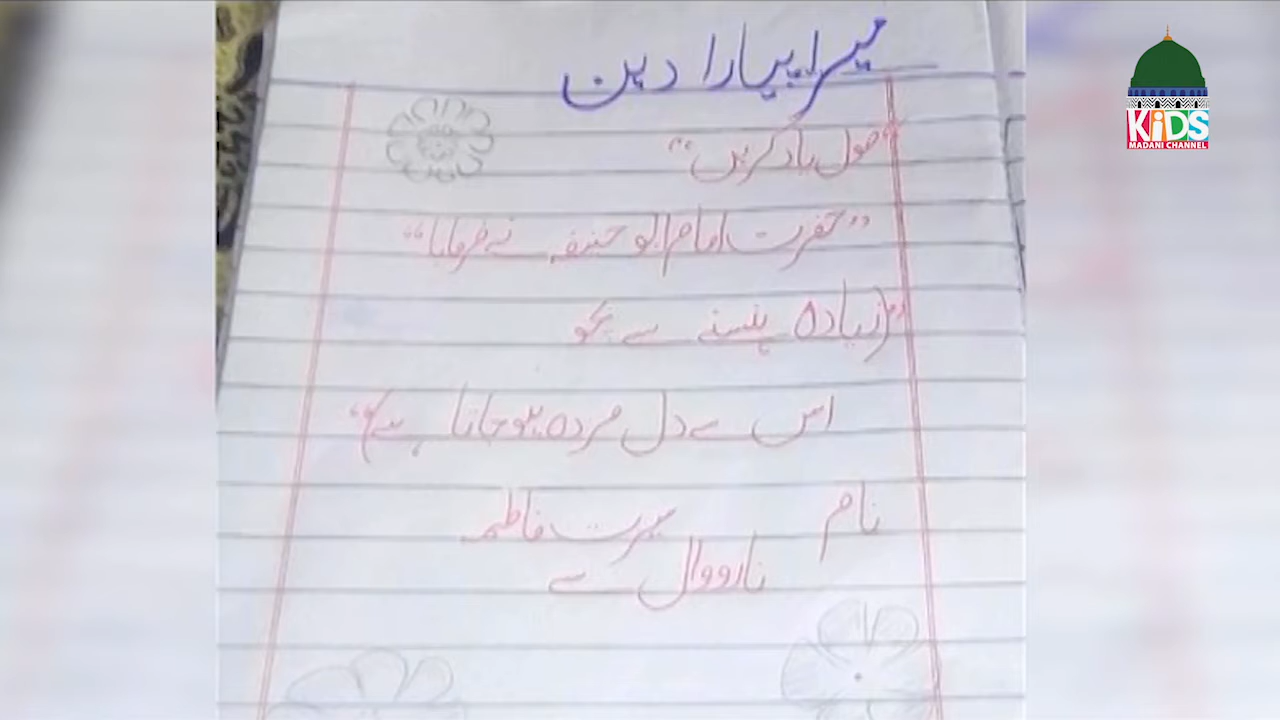 میرا پیارا دین
"صول یاد کریں"
"حضرت امام ابو حنیفہ نے فرمایا"
"(زیادہ ہنسنے سے بچو
اس سے دل مردہ ہو جاتا ہے)"
نام سیرت فاطمہ
نارووال سے
KiDS
MADANI CHANNEL